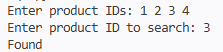 Enter product IDs: 1 2 3 4
Enter product ID to search: 3
Found